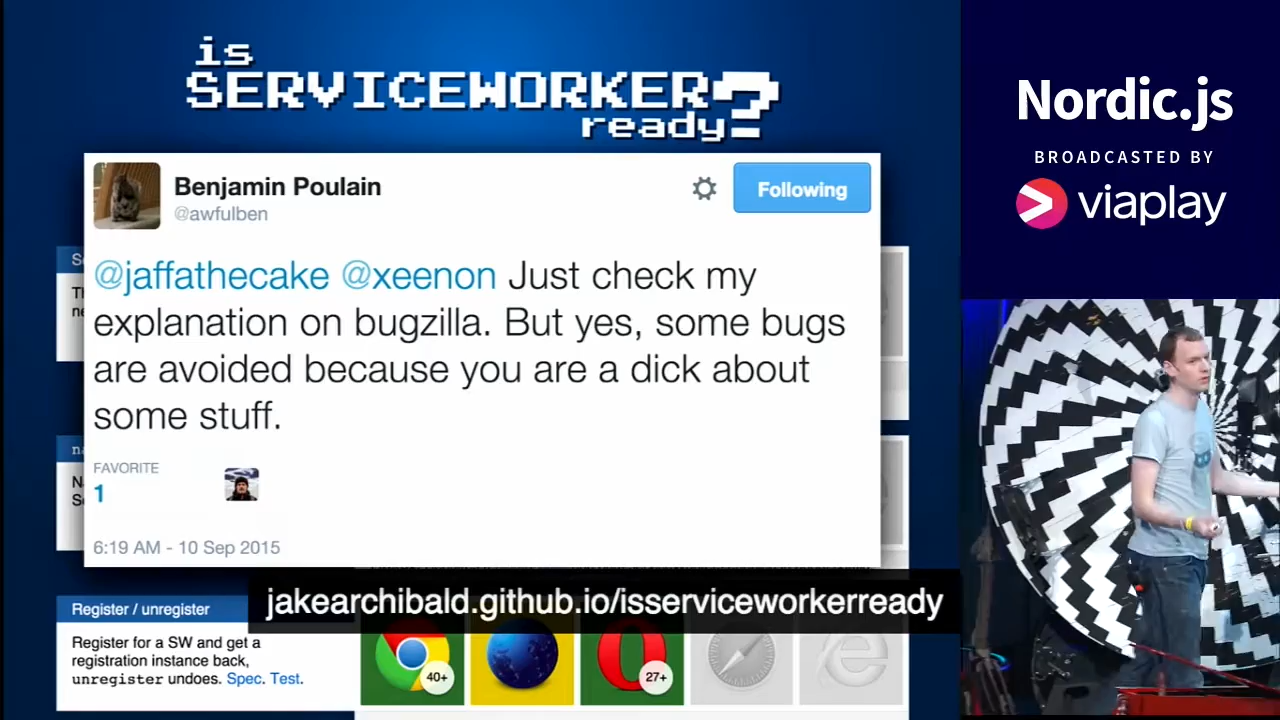 is
SERVICEWORKER
ready?
Nordic.js
BROADCASTED BY
viaplay
Benjamin Poulain
@awfulben
Following
@jaffathecake @xeenon Just check my
explanation on bugzilla. But yes, some bugs
are avoided because you are a dick about
some stuff.
FAVORITE
1
6:19 AM - 10 Sep 2015
jakearchibald.github.io/isserviceworkerready
Register / unregister
Register for a SW and get a
registration instance back,
unregister undoes. Spec. Test.
40+
27+